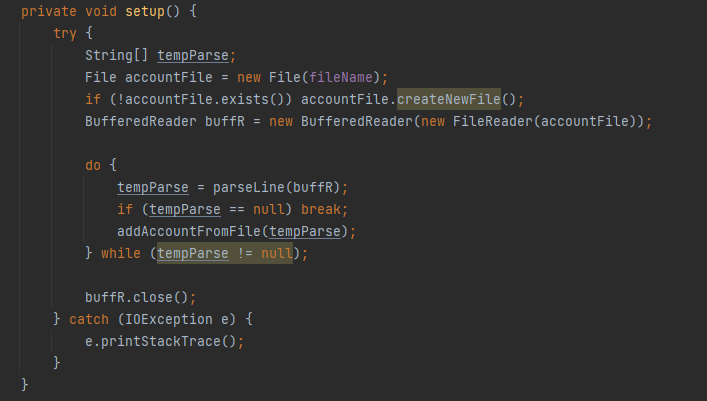 private void setup() {
    try {
        String[] tempParse;
        File accountFile = new File(fileName);
        if (!accountFile.exists()) accountFile.createNewFile();
        BufferedReader buffR = new BufferedReader(new FileReader(accountFile));

        do {
            tempParse = parseLine(buffR);
            if (tempParse == null) break;
            addAccountFromFile(tempParse);
        } while (tempParse != null);

        buffR.close();
    } catch (IOException e) {
        e.printStackTrace();
    }
}